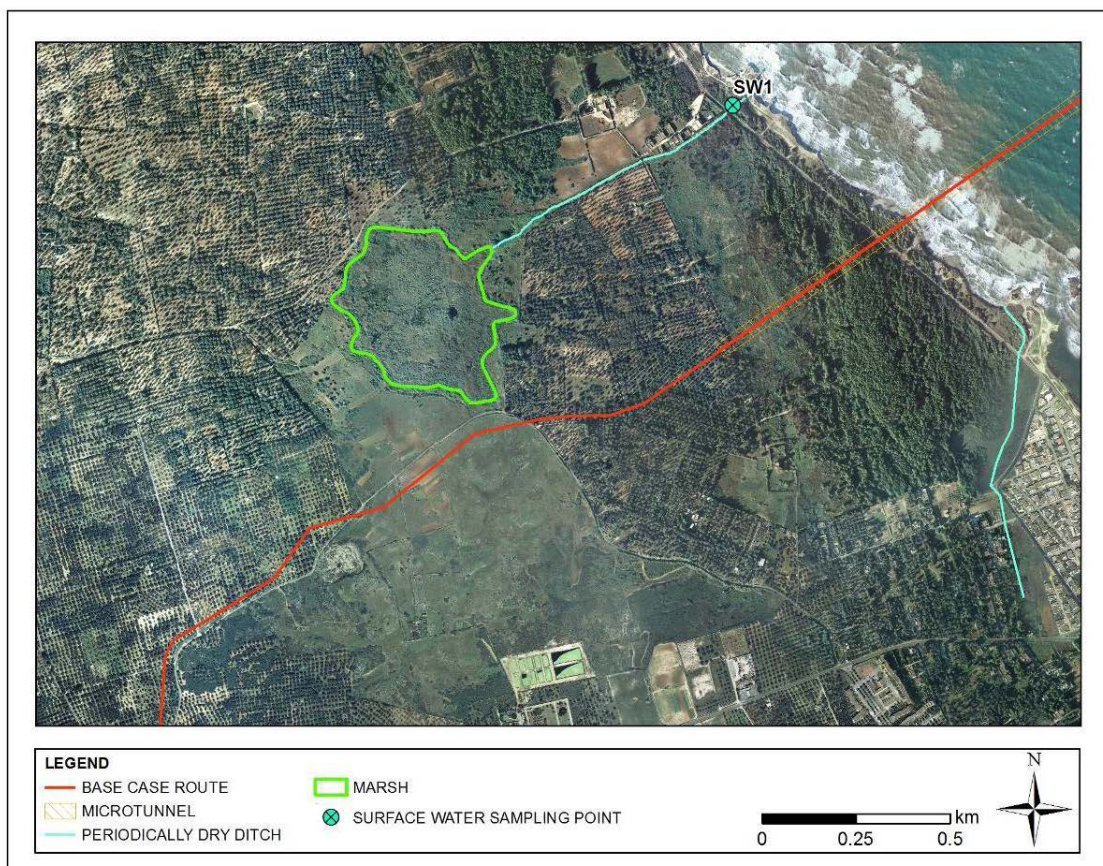 SW1
LEGEND
BASE CASE ROUTE
MICROTUNNEL
PERIODICALLY DRY DITCH
MARSH
SURFACE WATER SAMPLING POINT
N
km
0 0.25 0.5